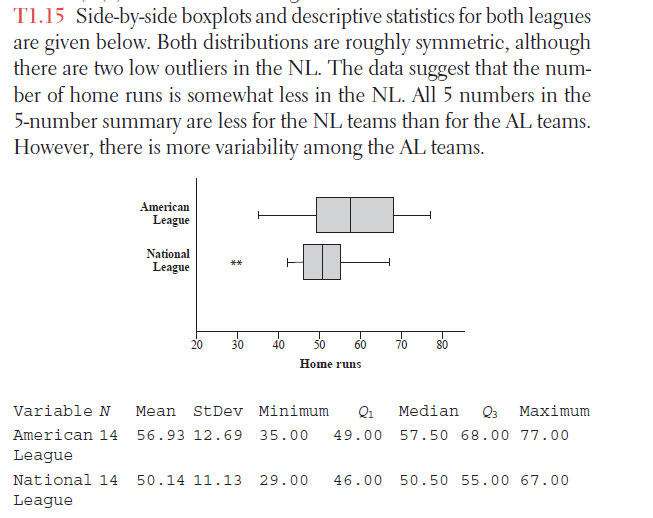 T1.15 Side-by-side boxplots and descriptive statistics for both leagues
are given below. Both distributions are roughly symmetric, although
there are two low outliers in the NL. The data suggest that the num-
ber of home runs is somewhat less in the NL. All 5 numbers in the
5-number summary are less for the NL teams than for the AL teams.
However, there is more variability among the AL teams.
American
League
National
League
**
20 30 40 50 60 70 80
Home runs
Variable N Mean StDev Minimum Q1 Median Q3 Maximum
American 14 56.93 12.69 35.00 49.00 57.50 68.00 77.00
League
National 14 50.14 11.13 29.00 46.00 50.50 55.00 67.00
League